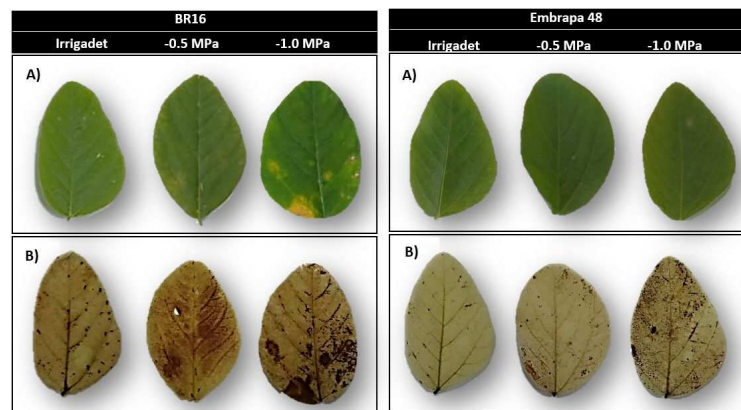 BR16
Irrigadet -0.5 MPa -1.0 MPa
A)
B)
Embrapa 48
Irrigadet -0.5 MPa -1.0 MPa
A)
B)